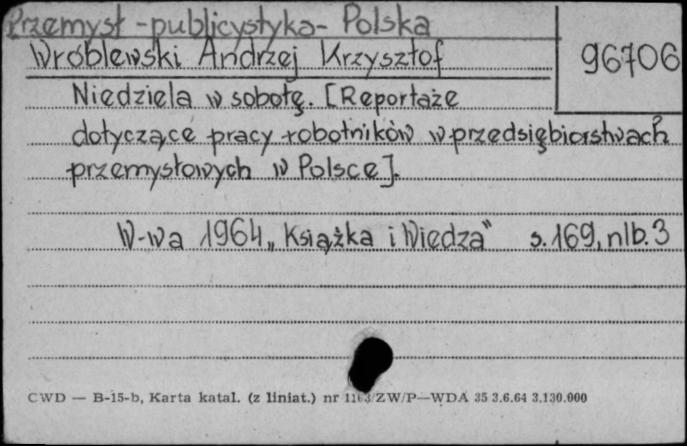 Przemysł - publicystyka - Polska
Wróblewski Andrzej Krzysztof
96706
Niedziela w sobotę. [Reportaże
dotyczące pracy robotników w przedsiębiorstwach
przemysłowych w Polsce].
W-wa 1964 „Książka i Wiedza" s. 169, nlb. 3
CWD — B-15-b, Karta katal. (z liniat.) nr 1163/ZW/P—WDA 35 3.6.64 3.130.000